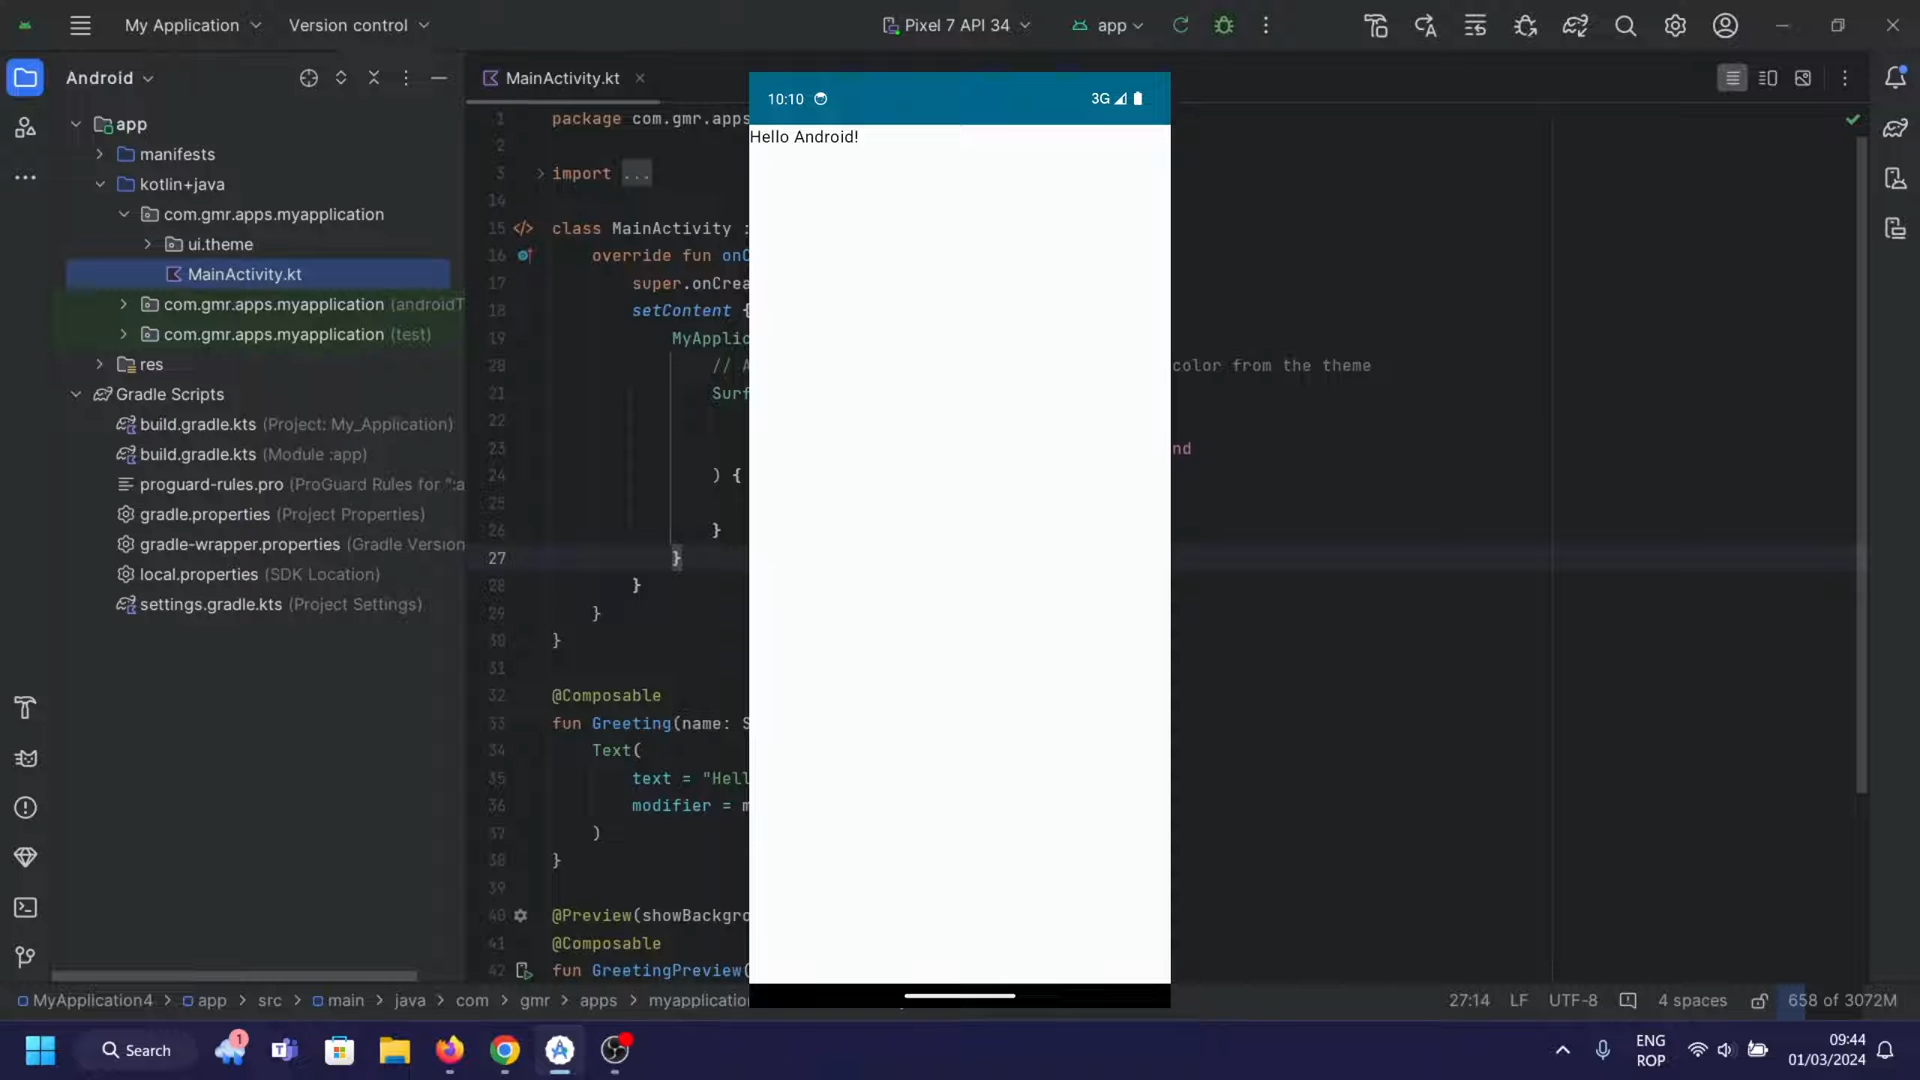 My Application
Version control
Pixel 7 API 34
app
Android
MainActivity.kt
app
manifests
kotlin+java
com.gmr.apps.myapplication
ui.theme
MainActivity.kt
com.gmr.apps.myapplication (androidT
com.gmr.apps.myapplication (test)
res
Gradle Scripts
build.gradle.kts (Project: My_Application)
build.gradle.kts (Module :app)
proguard-rules.pro (ProGuard Rules for ":a
gradle.properties (Project Properties)
gradle-wrapper.properties (Gradle Version
local.properties (SDK Location)
settings.gradle.kts (Project Settings)
1 package com.gmr.apps
2
3 import ...
14
15 class MainActivity :
16 override fun onC
17 super.onCrea
18 setContent {
19 MyApplic
20 // A color from the theme
21 Surf
22
23 nd
24 ) {
25
26 }
27 }
28 }
29 }
30 }
31
32 @Composable
33 fun Greeting(name: S
34 Text(
35 text = "Hell
36 modifier = m
37 )
38 }
39
40 @Preview(showBackgro
41 @Composable
42 fun GreetingPreview(
10:10
3G
Hello Android!
MyApplication4 > app > src > main > java > com > gmr > apps > myapplicatio
27:14 LF UTF-8 4 spaces 658 of 3072M
Search
1
ENG
ROP
09:44
01/03/2024